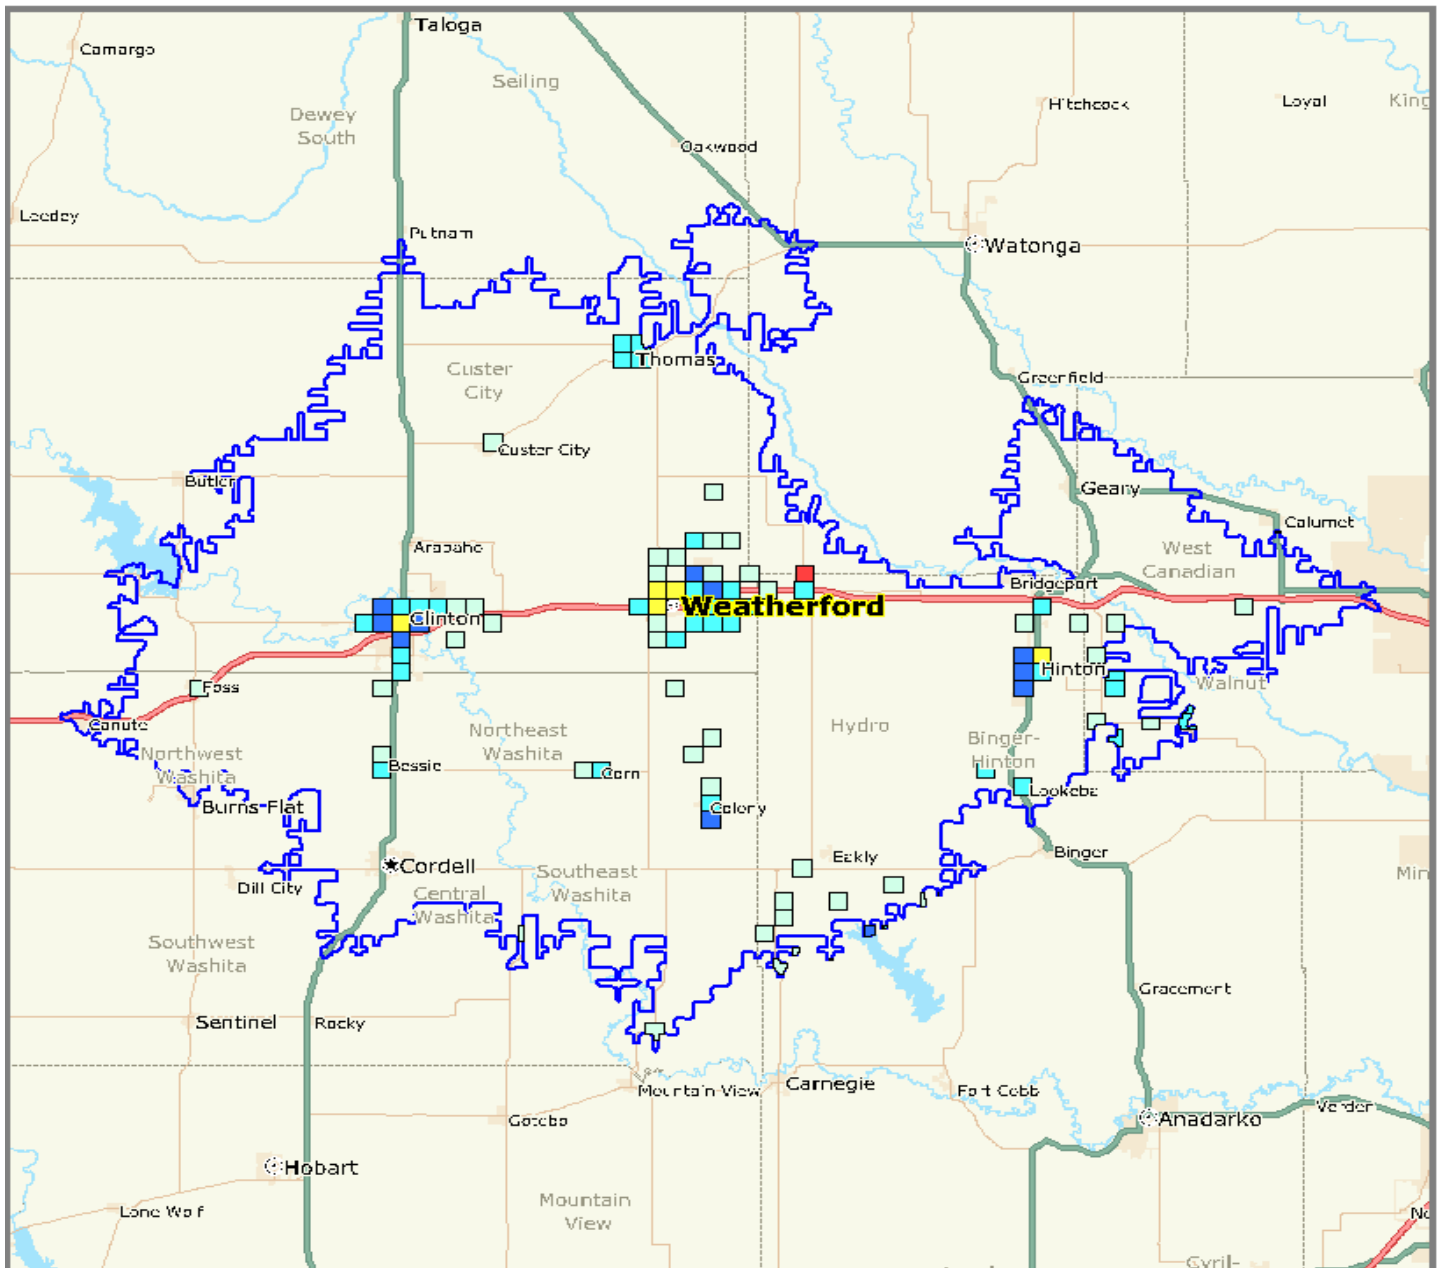 Taloga
Camargo
Seiling
Dewey
South
Hitchcock
Loyal
King
Oakwood
Leedey
Putnam
Watonga
Thomas
Custer
City
Greenfield
Custer City
Butler
Geary
Calumet
Arapaho
West
Canadian
Bridgeport
Weatherford
Clinton
Hinton
Foss
Walnut
Canute
Northeast
Washita
Hydro
Binger-
Hinton
Northwest
Washita
Bessie
Corn
Lookeba
Burns Flat
Colony
Eakly
Binger
Cordell
Southeast
Washita
Min
Dill City
Central
Washita
Southwest
Washita
Gracemont
Sentinel
Rocky
Mountain View
Carnegie
Fort Cobb
Verden
Gotebo
Anadarko
Hobart
Mountain
View
Lone Wolf
Cyril-